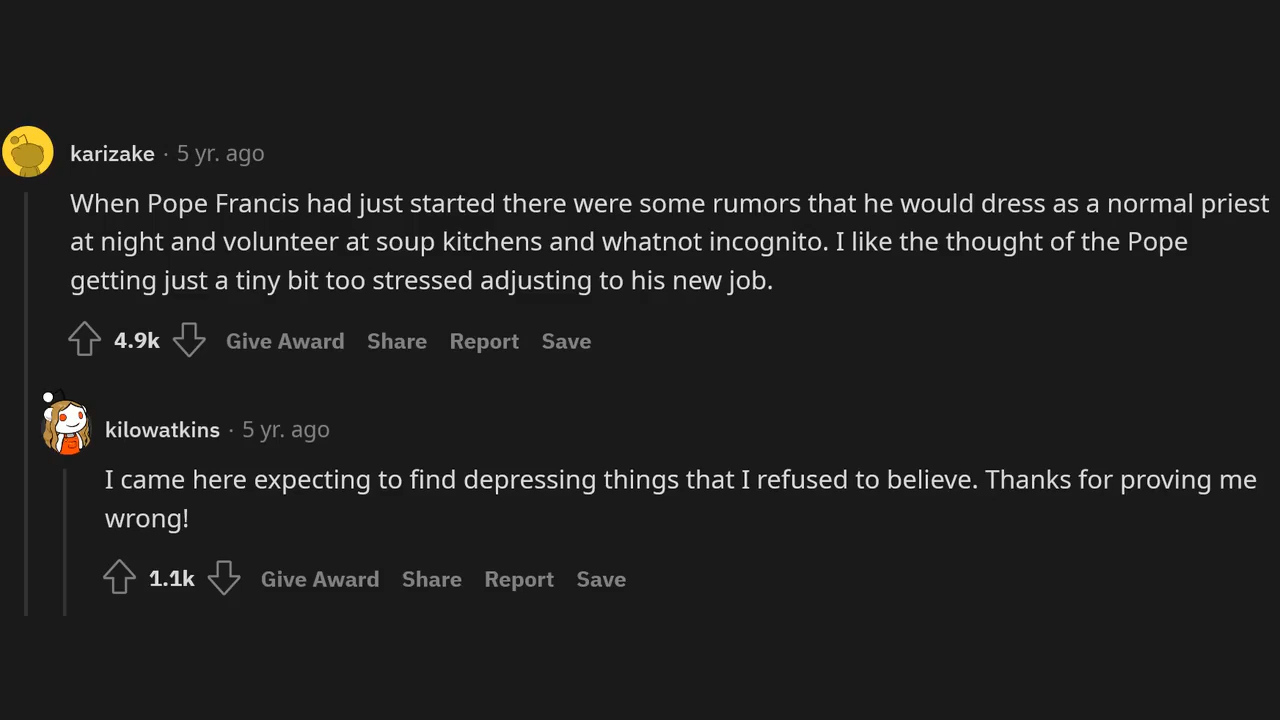 karizake · 5 yr. ago
When Pope Francis had just started there were some rumors that he would dress as a normal priest
at night and volunteer at soup kitchens and whatnot incognito. I like the thought of the Pope
getting just a tiny bit too stressed adjusting to his new job.
4.9k Give Award Share Report Save
kilowatkins · 5 yr. ago
I came here expecting to find depressing things that I refused to believe. Thanks for proving me
wrong!
1.1k Give Award Share Report Save